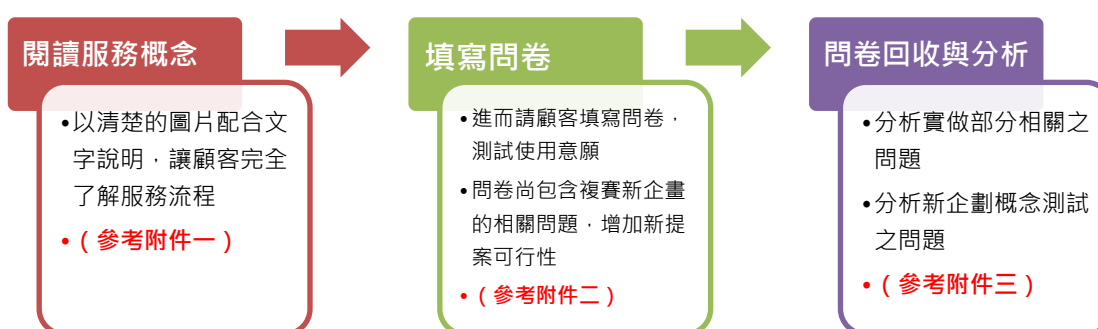 閱讀服務概念
•以清楚的圖片配合文
字說明，讓顧客完全
了解服務流程
•（參考附件一）
填寫問卷
•進而請顧客填寫問卷，
測試使用意願
•問卷尚包含複賽新企畫
的相關問題，增加新提
案可行性
•（參考附件二）
問卷回收與分析
•分析實做部分相關之
問題
•分析新企劃概念測試
之問題
•（參考附件三）